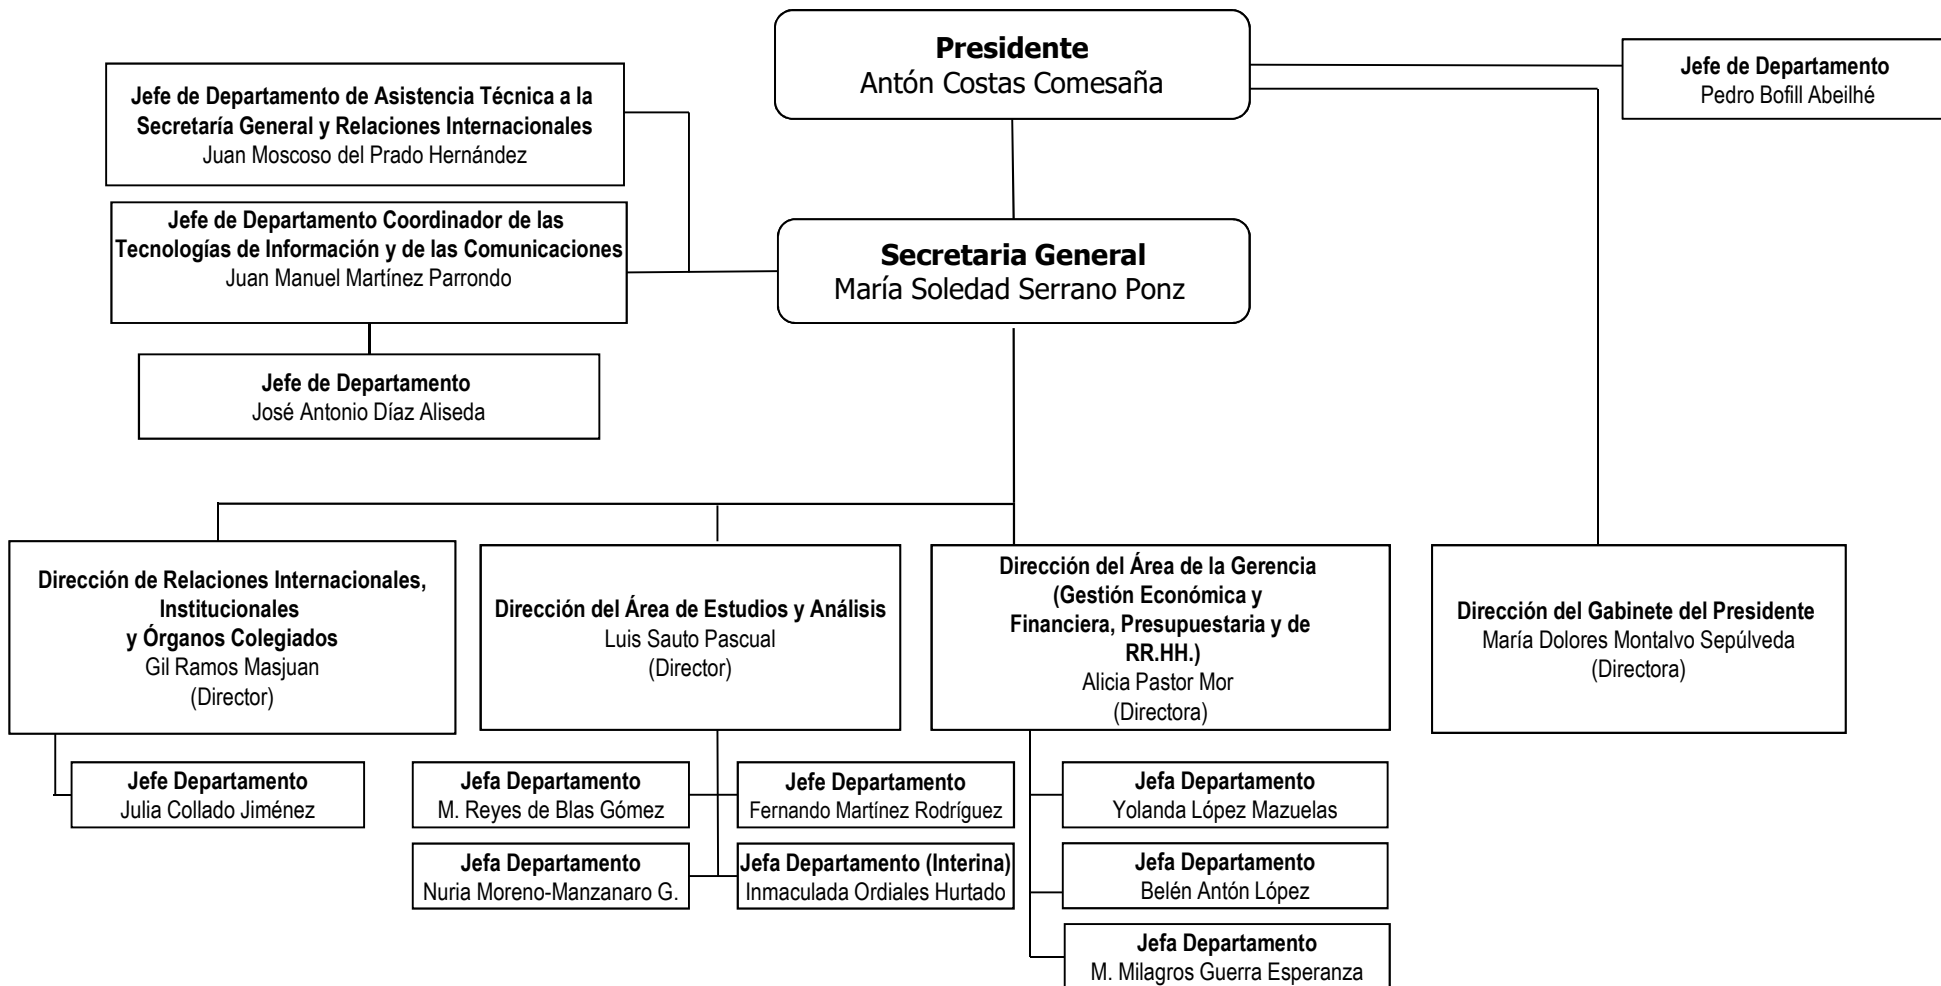 Presidente
Antón Costas Comesaña
Jefe de Departamento
Pedro Bofill Abeilhé
Jefe de Departamento de Asistencia Técnica a la
Secretaría General y Relaciones Internacionales
Juan Moscoso del Prado Hernández
Jefe de Departamento Coordinador de las
Tecnologías de Información y de las Comunicaciones
Juan Manuel Martínez Parrondo
Secretaria General
María Soledad Serrano Ponz
Jefe de Departamento
José Antonio Díaz Aliseda
Dirección de Relaciones Internacionales,
Institucionales
y Órganos Colegiados
Gil Ramos Masjuan
(Director)
Dirección del Área de Estudios y Análisis
Luis Sauto Pascual
(Director)
Dirección del Área de la Gerencia
(Gestión Económica y
Financiera, Presupuestaria y de
RR.HH.)
Alicia Pastor Mor
(Directora)
Dirección del Gabinete del Presidente
María Dolores Montalvo Sepúlveda
(Directora)
Jefe Departamento
Julia Collado Jiménez
Jefa Departamento
M. Reyes de Blas Gómez
Jefe Departamento
Fernando Martínez Rodríguez
Jefa Departamento
Nuria Moreno-Manzanaro G.
Jefa Departamento (Interina)
Inmaculada Ordiales Hurtado
Jefa Departamento
Yolanda López Mazuelas
Jefa Departamento
Belén Antón López
Jefa Departamento
M. Milagros Guerra Esperanza